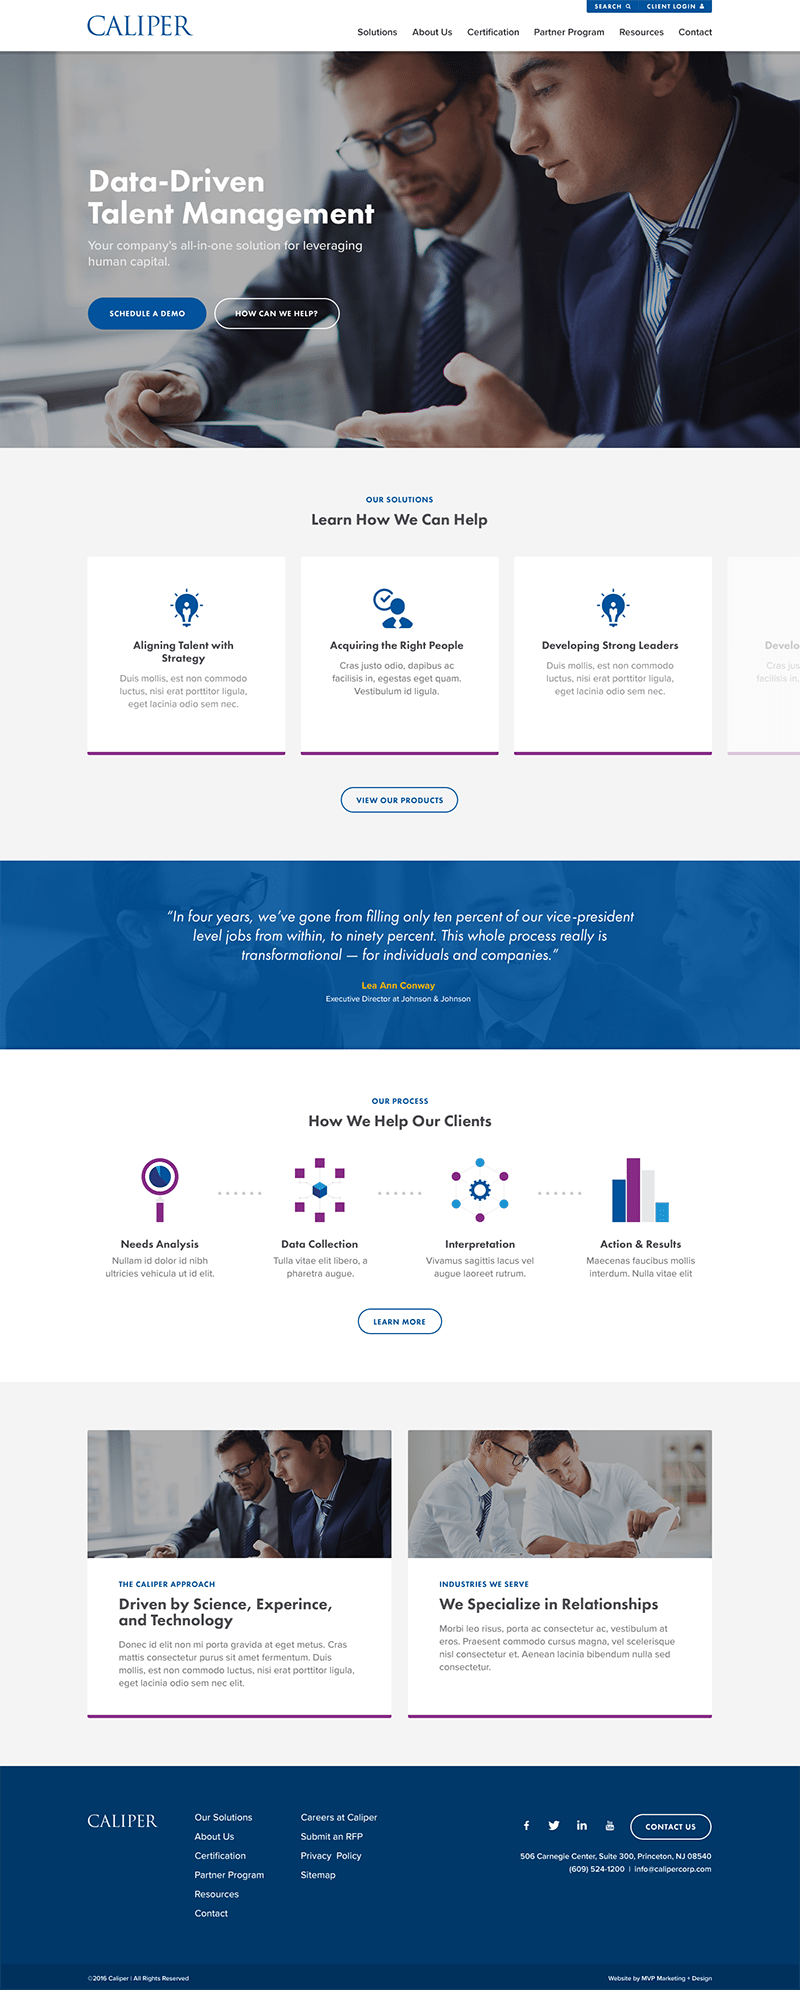 SEARCH
CLIENT LOGIN
CALIPER
Solutions
About Us
Certification
Partner Program
Resources
Contact
Data-Driven
Talent Management
Your company's all-in-one solution for leveraging
human capital.
SCHEDULE A DEMO
HOW CAN WE HELP?
OUR SOLUTIONS
Learn How We Can Help
Aligning Talent with
Strategy
Duis mollis, est non commodo
luctus, nisi erat porttitor ligula,
eget lacinia odio sem nec.
Acquiring the Right People
Cras justo odio, dapibus ac
facilisis in, egestas eget quam.
Vestibulum id ligula.
Developing Strong Leaders
Duis mollis, est non commodo
luctus, nisi erat porttitor ligula,
eget lacinia odio sem nec.
Develo
Cras jus
facilisis in,
VIEW OUR PRODUCTS
“In four years, we’ve gone from filling only ten percent of our vice-president
level jobs from within, to ninety percent. This whole process really is
transformational — for individuals and companies.”
Lea Ann Conway
Executive Director at Johnson & Johnson
OUR PROCESS
How We Help Our Clients
Needs Analysis
Nullam id dolor id nibh
ultricies vehicula ut id elit.
Data Collection
Tulla vitae elit libero, a
pharetra augue.
Interpretation
Vivamus sagittis lacus vel
augue laoreet rutrum.
Action & Results
Maecenas faucibus mollis
interdum. Nulla vitae elit
LEARN MORE
THE CALIPER APPROACH
Driven by Science, Experince,
and Technology
Donec id elit non mi porta gravida at eget metus. Cras
mattis consectetur purus sit amet fermentum. Duis
mollis, est non commodo luctus, nisi erat porttitor ligula,
eget lacinia odio sem nec elit.
INDUSTRIES WE SERVE
We Specialize in Relationships
Morbi leo risus, porta ac consectetur ac, vestibulum at
eros. Praesent commodo cursus magna, vel scelerisque
nisl consectetur et. Aenean lacinia bibendum nulla sed
consectetur.
CALIPER
Our Solutions
About Us
Certification
Partner Program
Resources
Contact
Careers at Caliper
Submit an RFP
Privacy Policy
Sitemap
CONTACT US
506 Carnegie Center, Suite 300, Princeton, NJ 08540
(609) 524-1200 | info@calipercorp.com
©2016 Caliper | All Rights Reserved
Website by MVP Marketing + Design